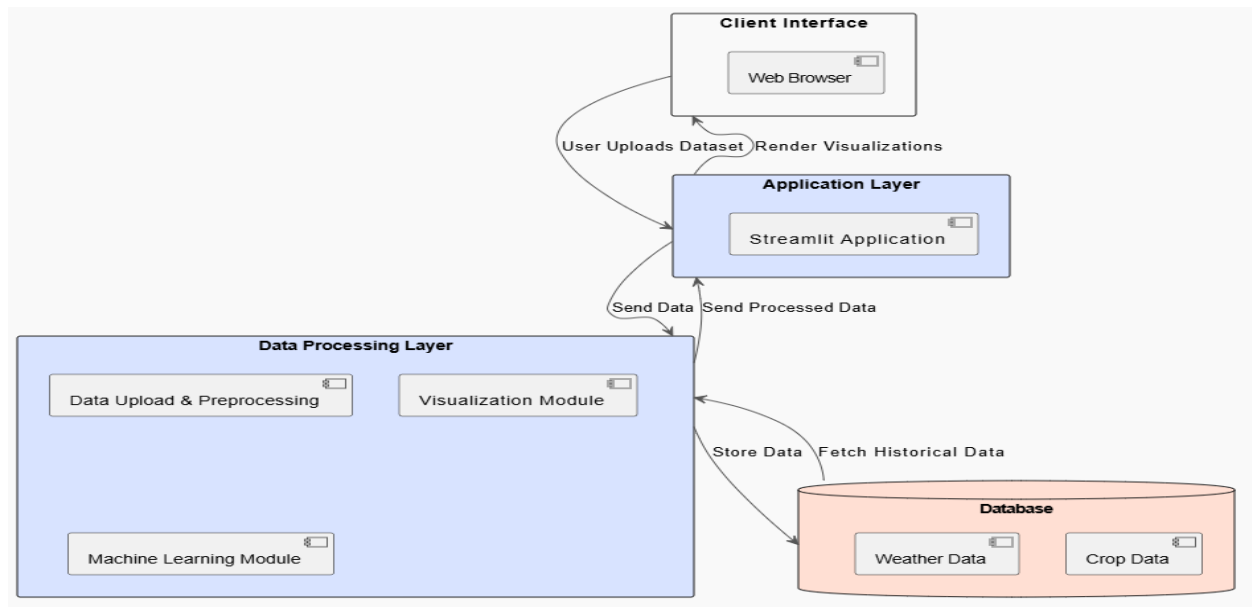 Client Interface
Web Browser
User Uploads Dataset
Render Visualizations
Application Layer
Streamlit Application
Send Data
Send Processed Data
Data Processing Layer
Data Upload & Preprocessing
Visualization Module
Store Data
Fetch Historical Data
Database
Machine Learning Module
Weather Data
Crop Data